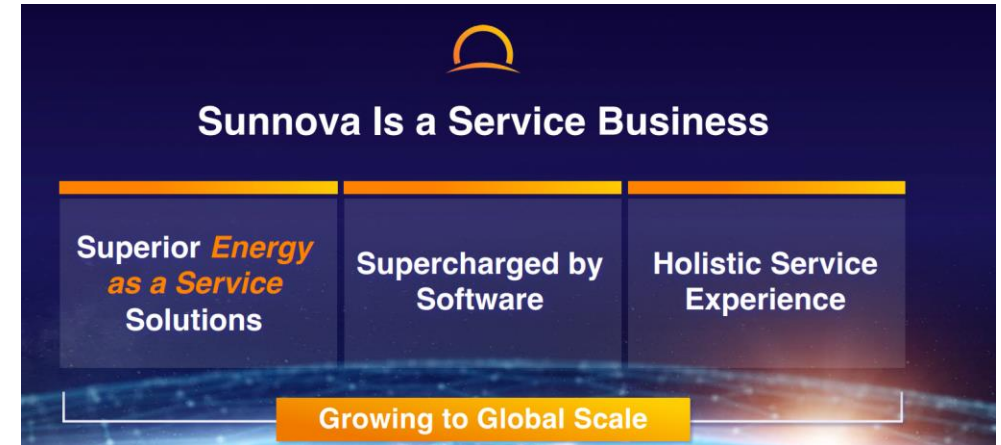 Sunnova Is a Service Business
Superior Energy
as a Service
Solutions
Supercharged by
Software
Holistic Service
Experience
Growing to Global Scale